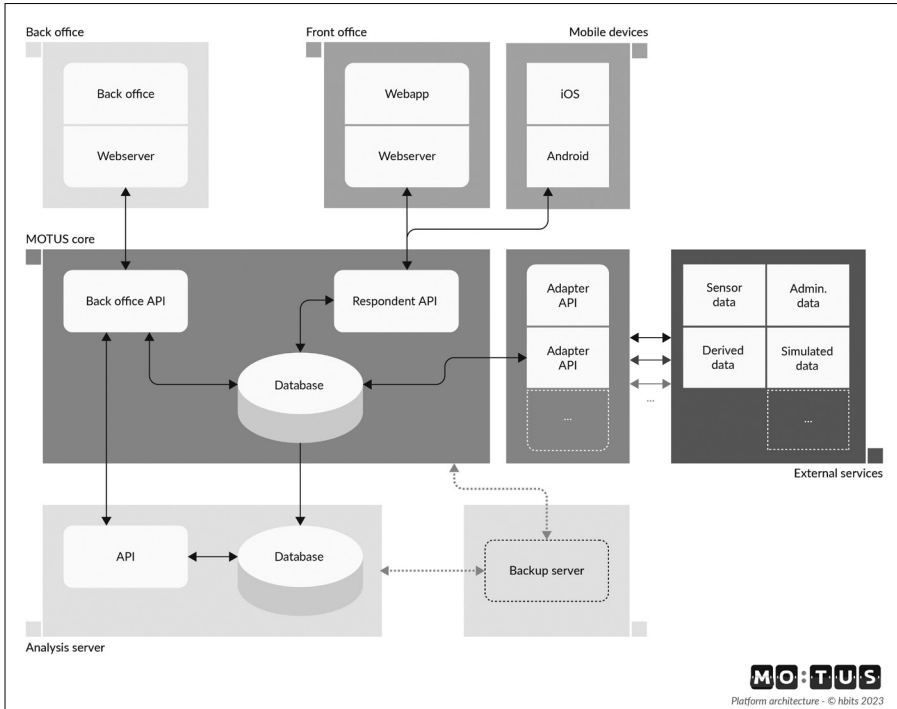 Back office
Front office
Mobile devices
Back office
Webserver
Webapp
Webserver
iOS
Android
MOTUS core
Back office API
Respondent API
Adapter
API
Adapter
API
...
Sensor
data
Admin.
data
Derived
data
Simulated
data
...
...
Database
External services
API
Database
Backup server
Analysis server
MO:TUS
Platform architecture - © hbits 2023